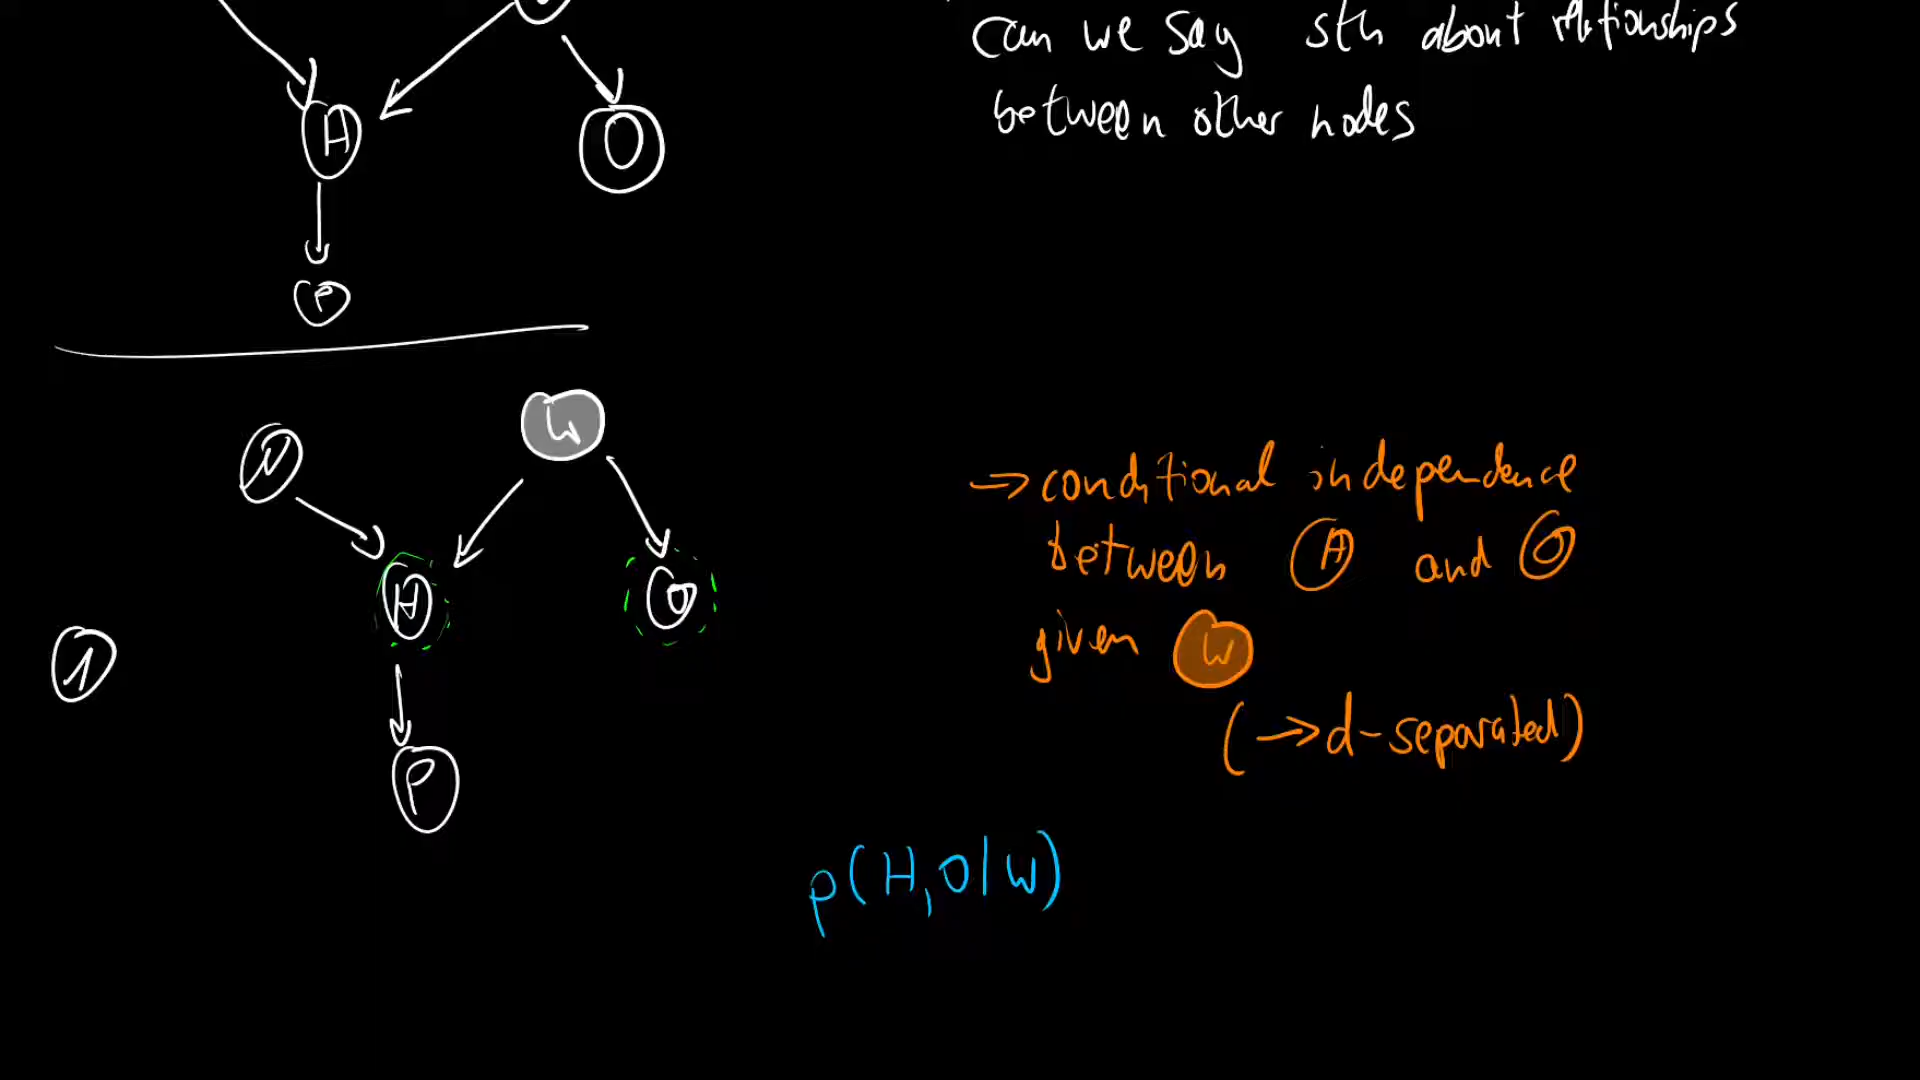 can we say sth about relationships
between other nodes
H
O
P
W
N
H
O
1
P
→ conditional independence
between H and O
given W
(→ d-separated)
p(H,O|W)